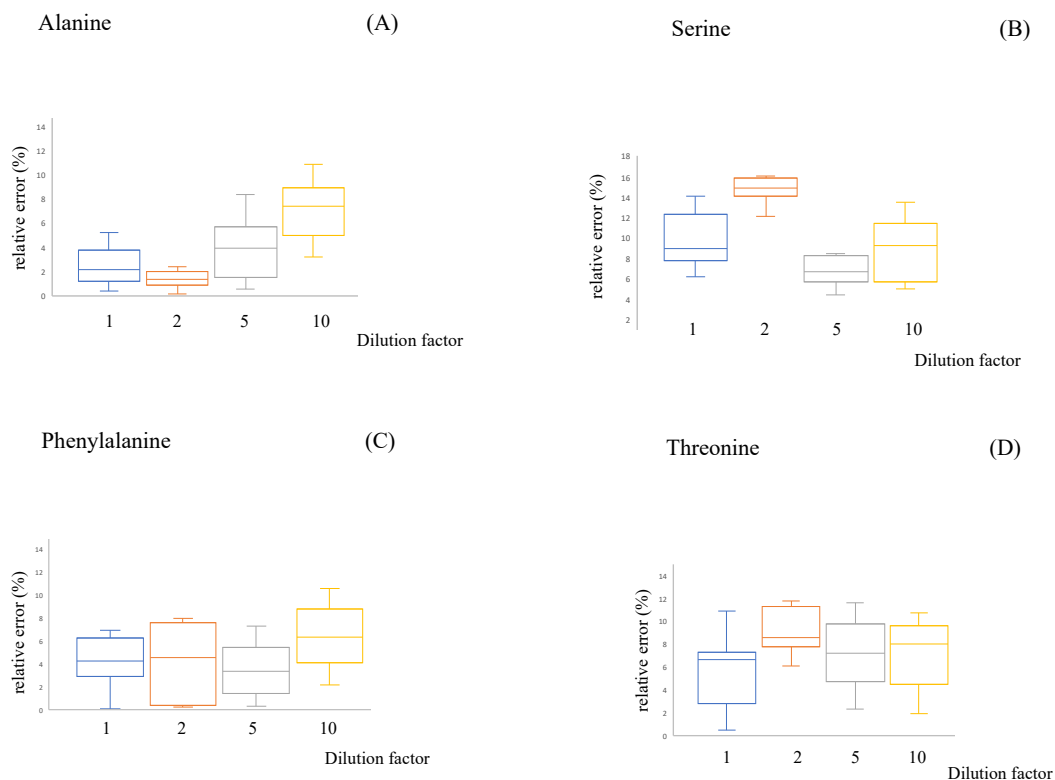 Alanine (A)
relative error (%)
14
12
10
8
6
4
2
0
1 2 5 10
Dilution factor
Serine (B)
relative error (%)
18
16
14
12
10
8
6
4
2
1 2 5 10
Dilution factor
Phenylalanine (C)
relative error (%)
14
12
10
8
6
4
2
0
1 2 5 10
Dilution factor
Threonine (D)
relative error (%)
14
12
10
8
6
4
2
0
1 2 5 10
Dilution factor